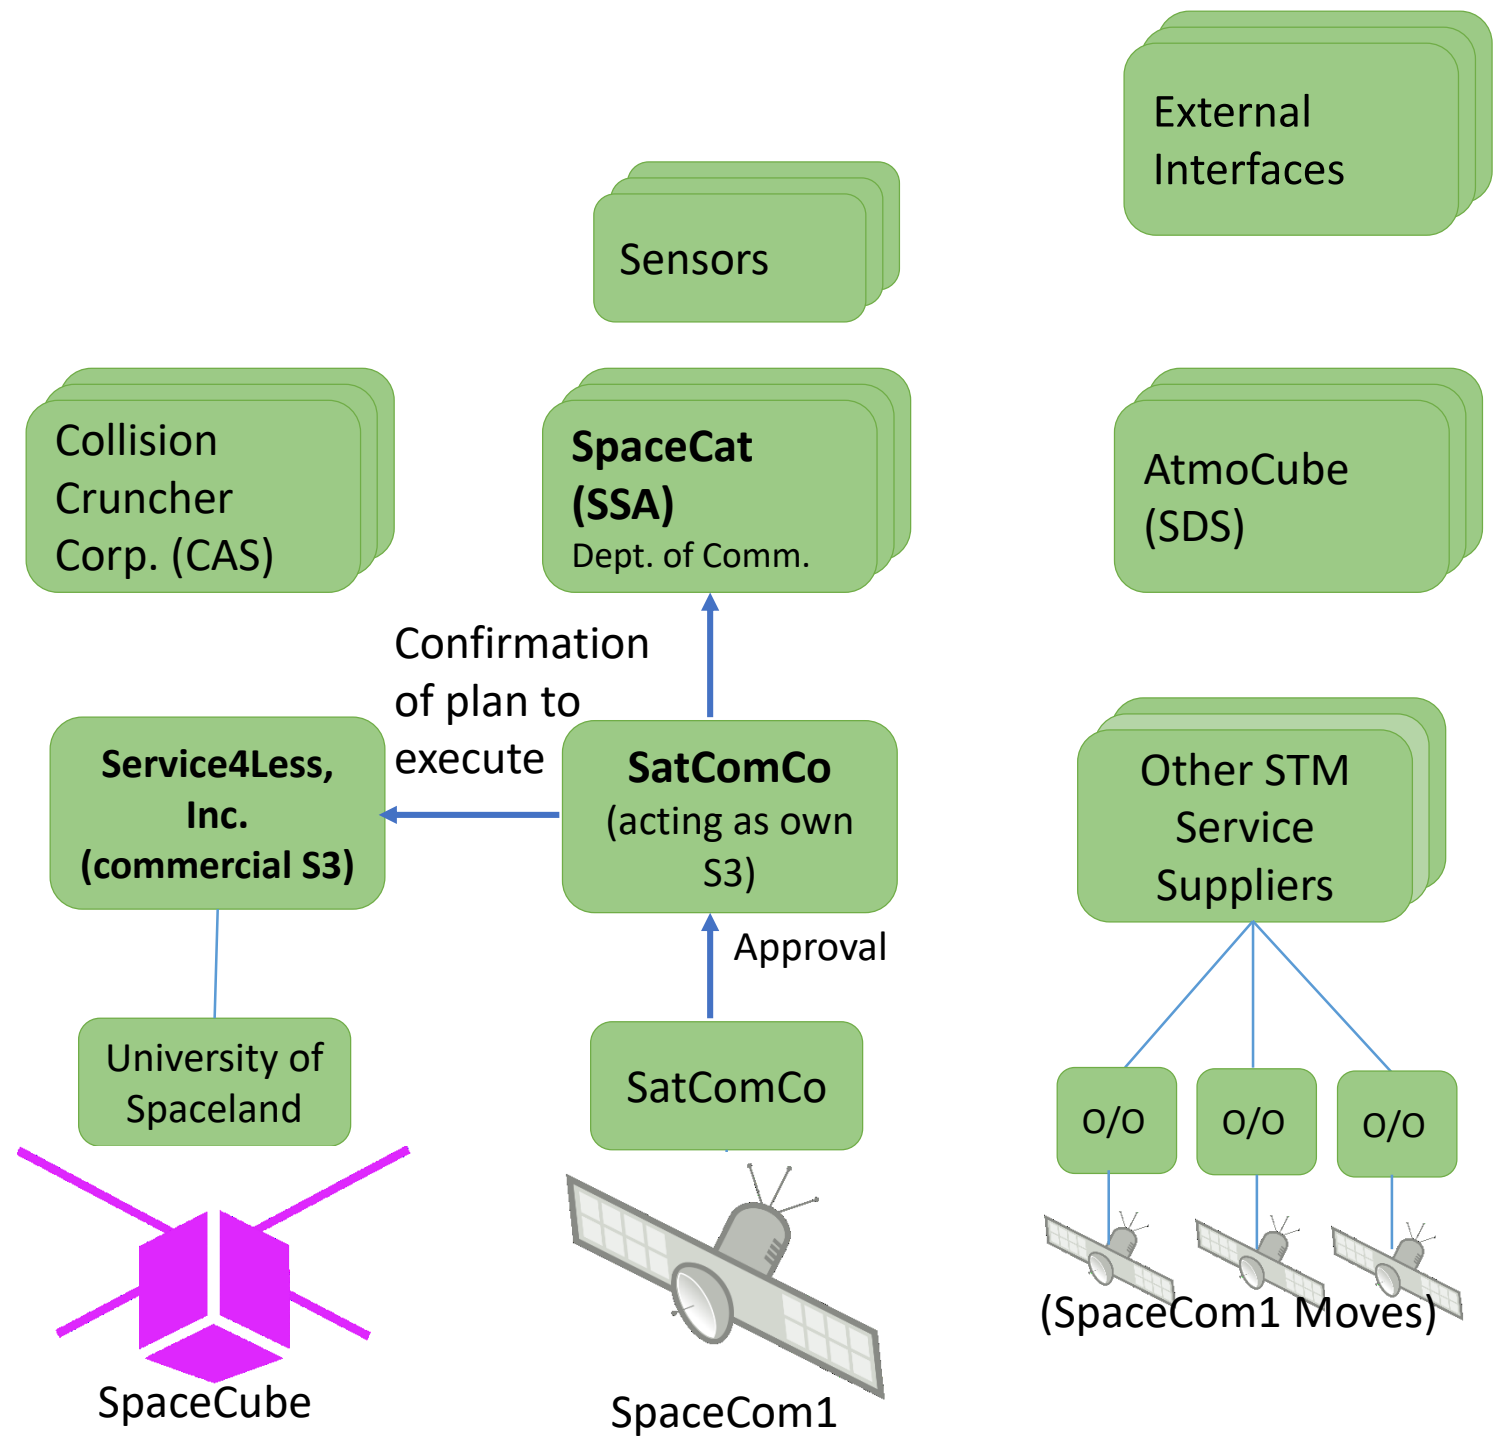 External
Interfaces
Sensors
Collision
Cruncher
Corp. (CAS)
SpaceCat
(SSA)
Dept. of Comm.
AtmoCube
(SDS)
Confirmation
of plan to
execute
Service4Less,
Inc.
(commercial S3)
SatComCo
(acting as own
S3)
Other STM
Service
Suppliers
Approval
University of
Spaceland
SatComCo
O/O
O/O
O/O
(SpaceCom1 Moves)
SpaceCube
SpaceCom1